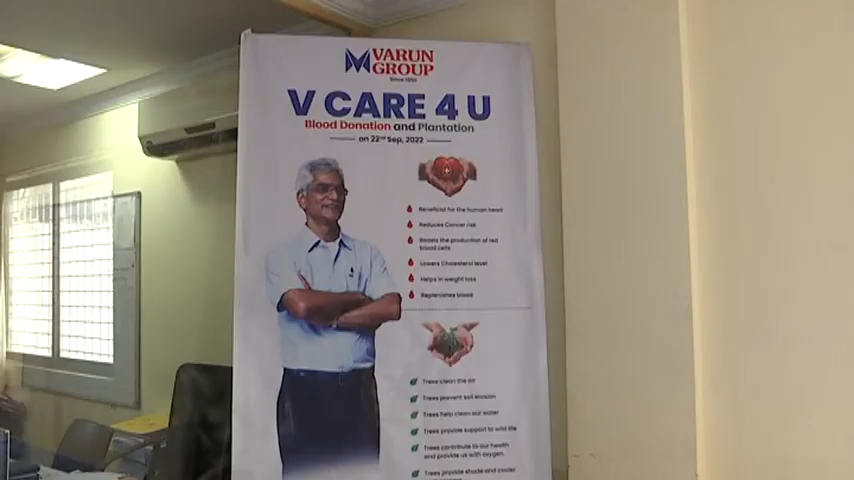 VARUN
GROUP
Since 1950
V CARE 4 U
Blood Donation and Plantation
on 22nd Sep, 2022
Beneficial for the human heart
Reduces Cancer risk
Boosts the production of red
blood cells
Lowers Cholesterol level
Helps in weight loss
Replenishes blood
Trees clean the air
Trees prevent soil erosion
Trees help clean our water
Trees provide support to wild life
Trees contribute to our health
and provide us with oxygen.
Trees provide shade and cooler